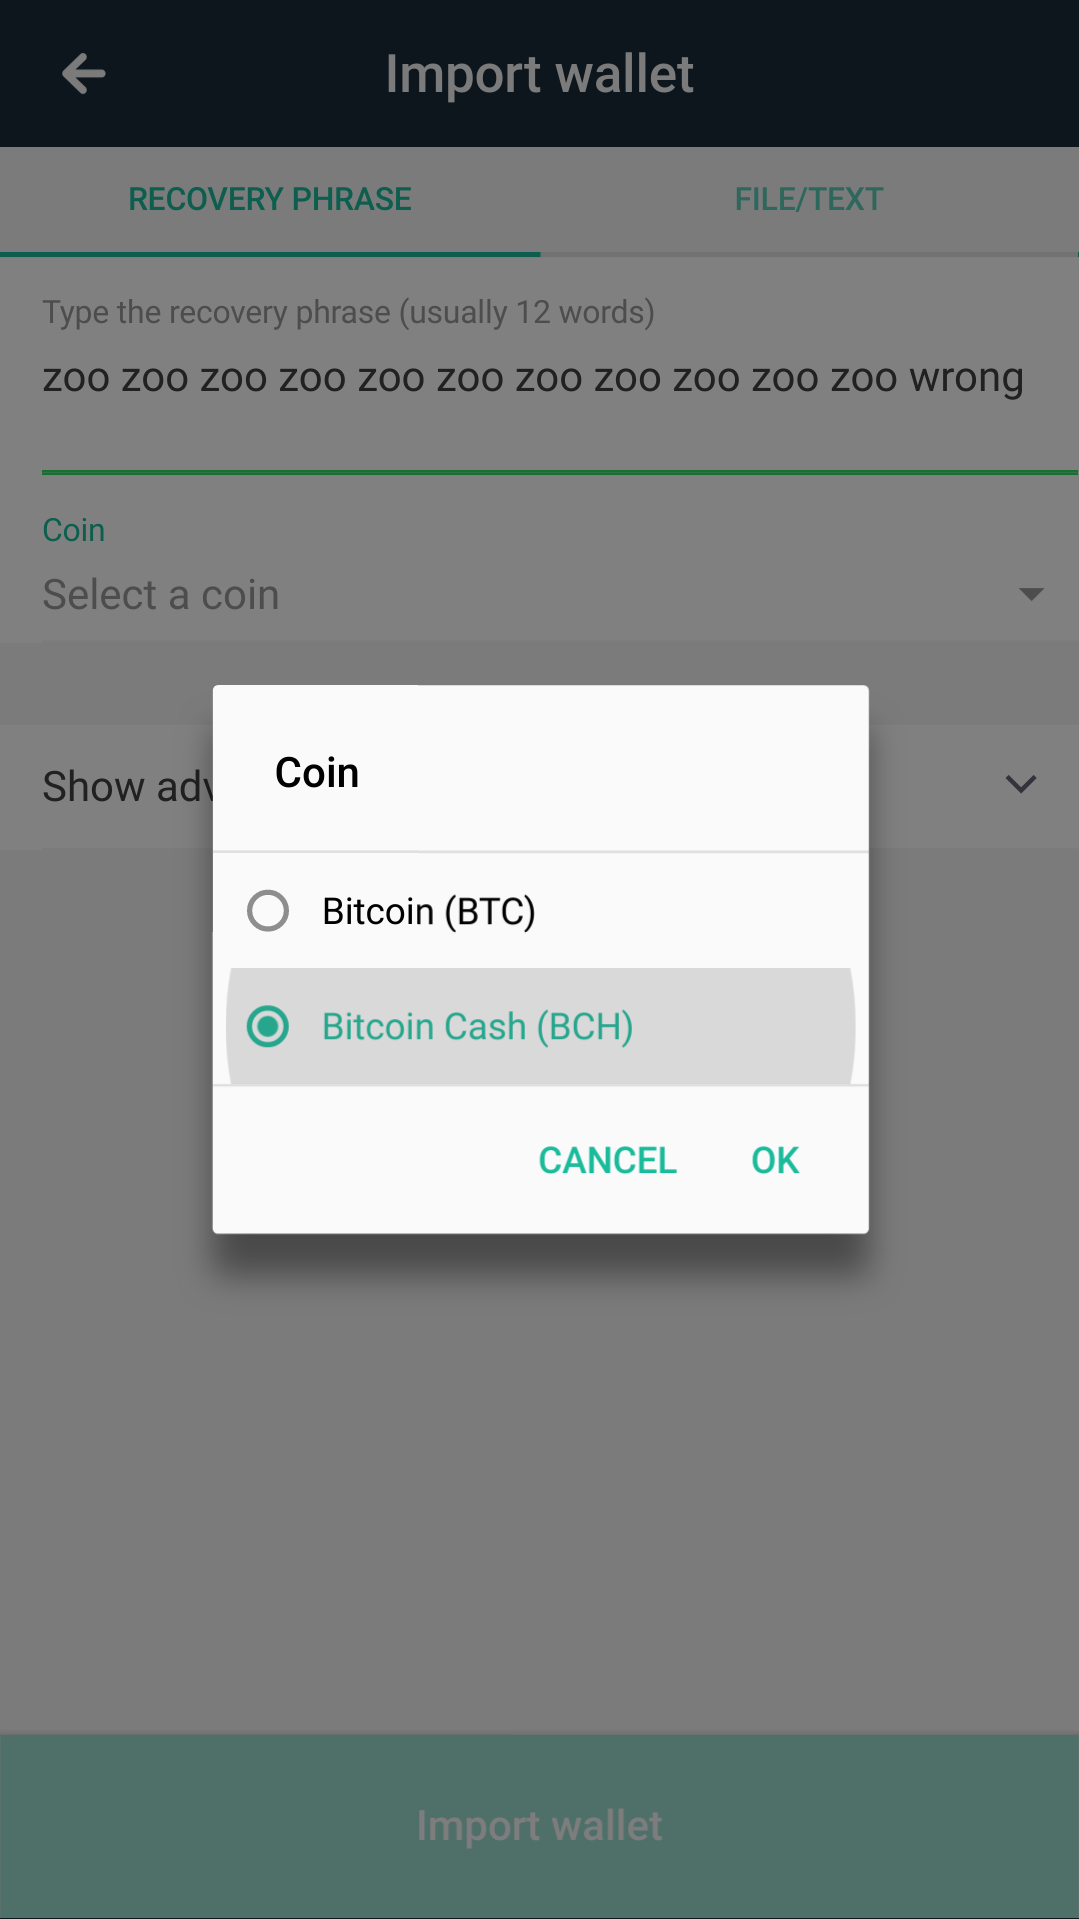 Import wallet
RECOVERY PHRASE FILE/TEXT
Type the recovery phrase (usually 12 words)
zoo zoo zoo zoo zoo zoo zoo zoo zoo zoo zoo wrong
Coin
Select a coin
Show adv
Coin
Bitcoin (BTC)
Bitcoin Cash (BCH)
CANCEL OK
Import wallet